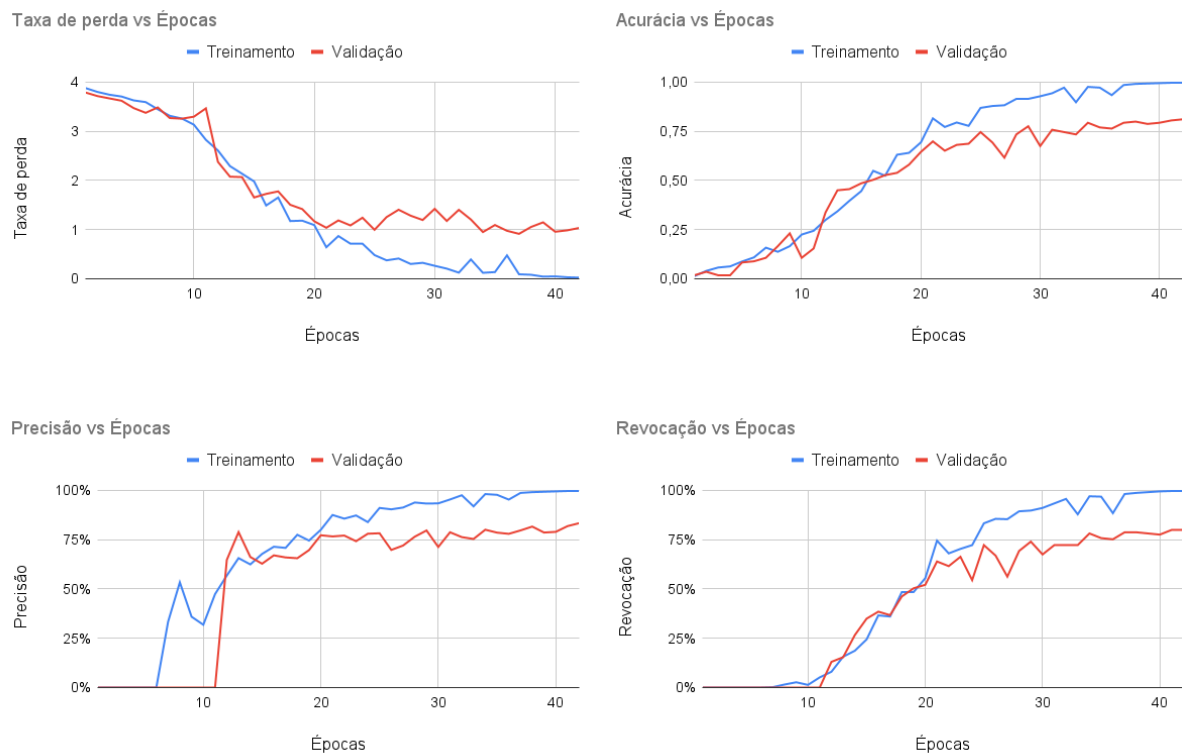 Taxa de perda vs Épocas
Treinamento Validação
Taxa de perda
4
3
2
1
0
10 20 30 40
Épocas
Acurácia vs Épocas
Treinamento Validação
Acurácia
1,00
0,75
0,50
0,25
0,00
10 20 30 40
Épocas
Precisão vs Épocas
Treinamento Validação
Precisão
100%
75%
50%
25%
0%
10 20 30 40
Épocas
Revocação vs Épocas
Treinamento Validação
Revocação
100%
75%
50%
25%
0%
10 20 30 40
Épocas